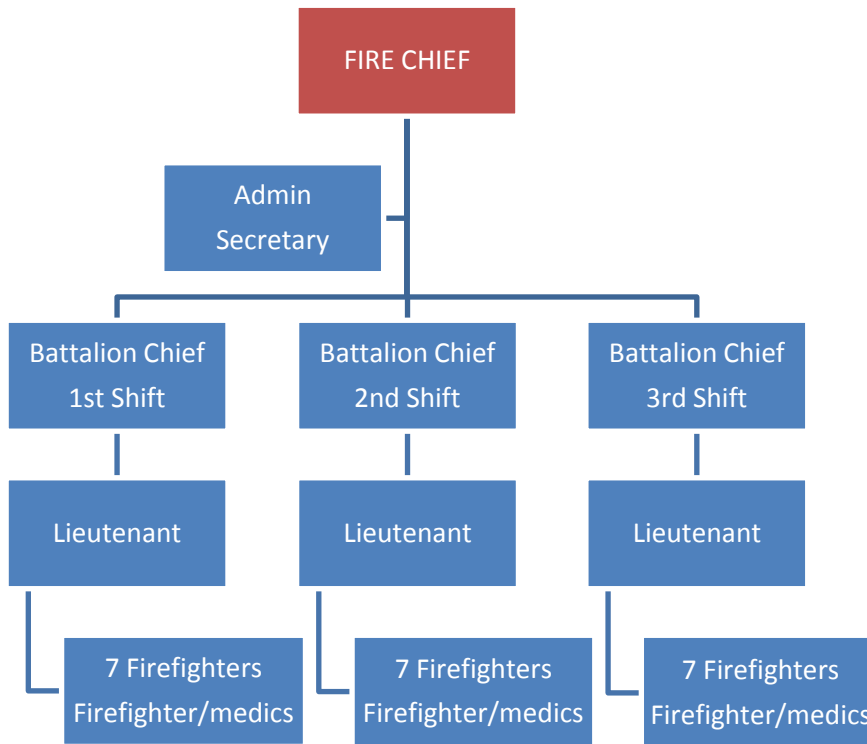 FIRE CHIEF
Admin
Secretary
Battalion Chief
1st Shift
Battalion Chief
2nd Shift
Battalion Chief
3rd Shift
Lieutenant
Lieutenant
Lieutenant
7 Firefighters
Firefighter/medics
7 Firefighters
Firefighter/medics
7 Firefighters
Firefighter/medics